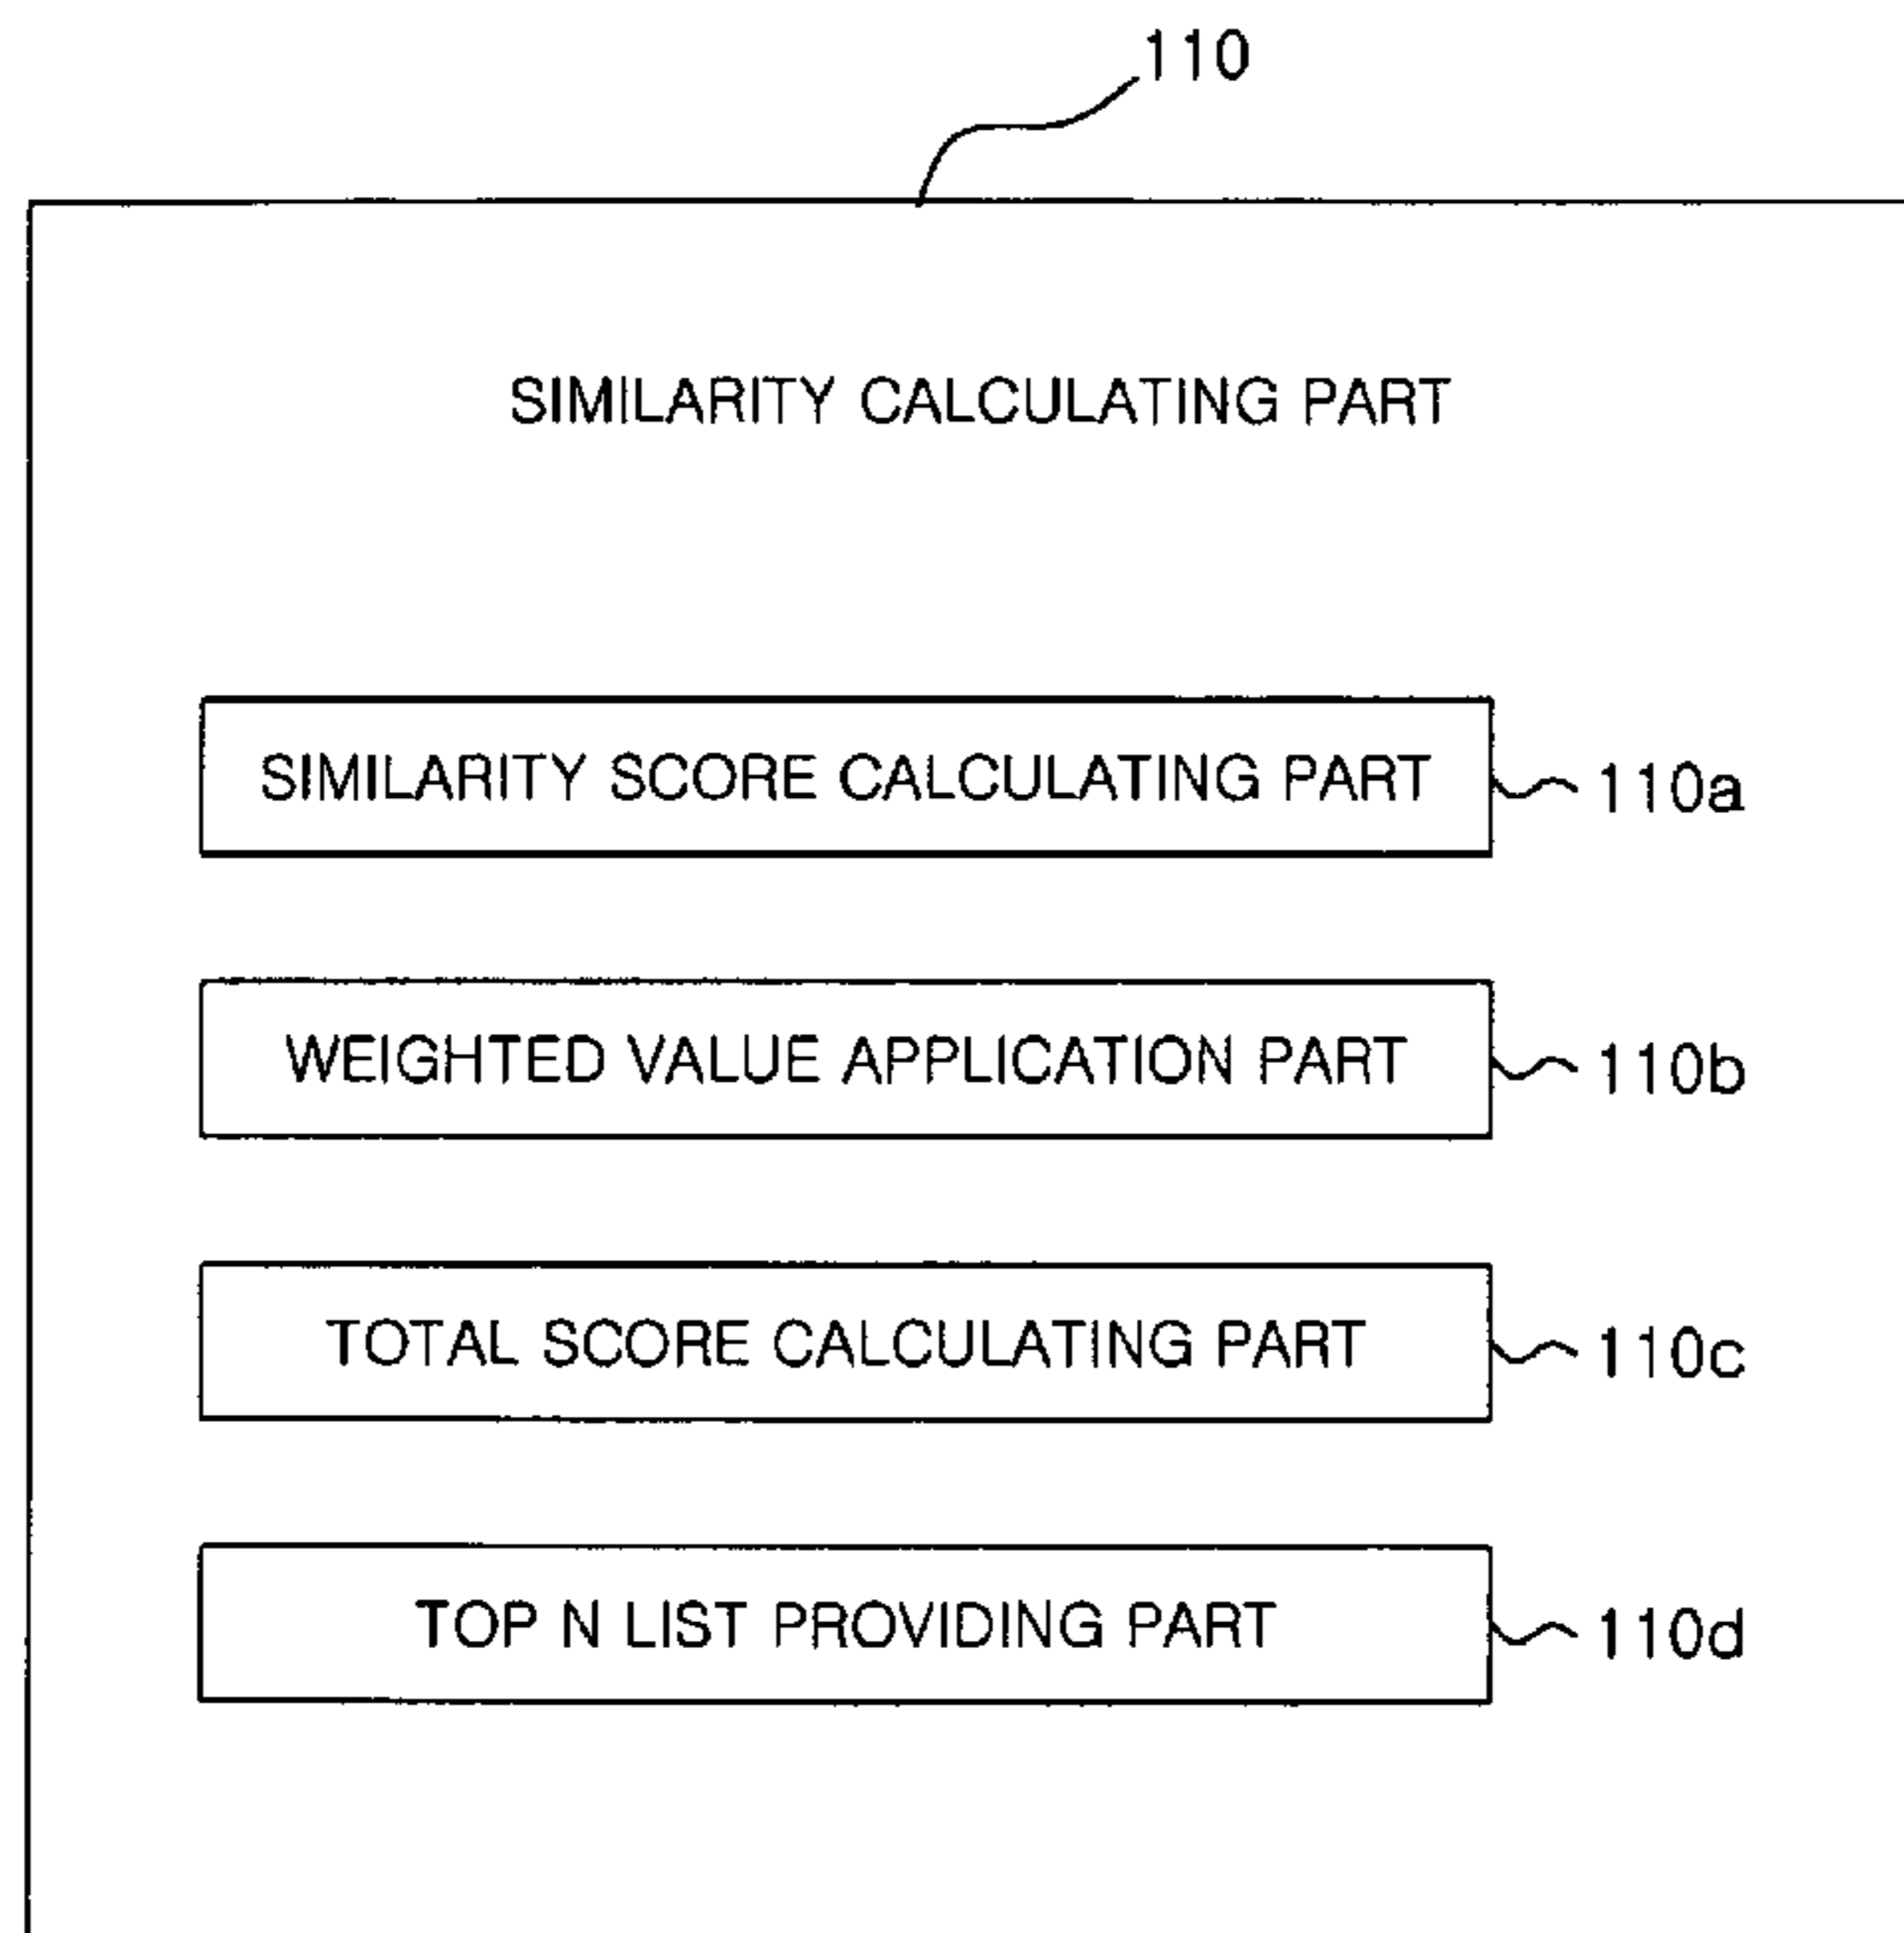 110
SIMILARITY CALCULATING PART
SIMILARITY SCORE CALCULATING PART 110a
WEIGHTED VALUE APPLICATION PART 110b
TOTAL SCORE CALCULATING PART 110c
TOP N LIST PROVIDING PART 110d